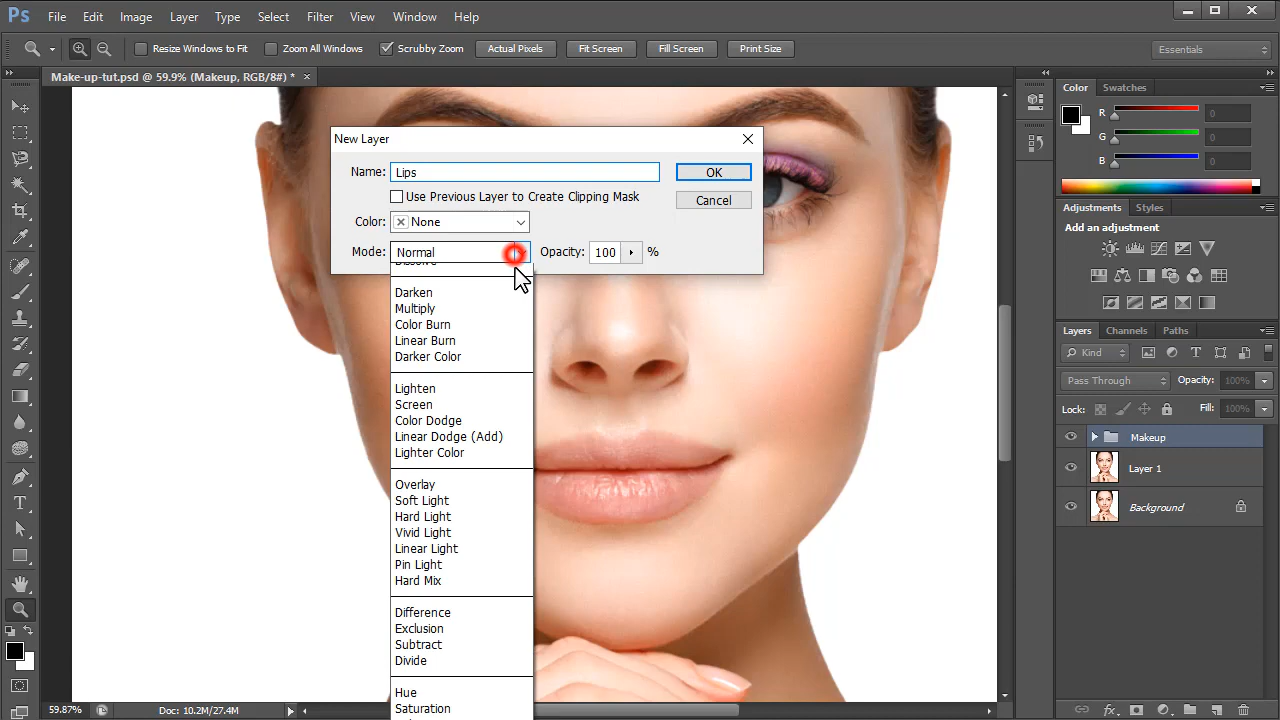 Ps File Edit Image Layer Type Select Filter View Window Help
Resize Windows to Fit Zoom All Windows Scrubby Zoom Actual Pixels Fit Screen Fill Screen Print Size Essentials
Make-up-tut.psd @ 59.9% (Makeup, RGB/8#) *
New Layer
Name: Lips
OK
Use Previous Layer to Create Clipping Mask
Cancel
Color: None
Mode: Normal
Opacity: 100 %
Dissolve
Darken
Multiply
Color Burn
Linear Burn
Darker Color
Lighten
Screen
Color Dodge
Linear Dodge (Add)
Lighter Color
Overlay
Soft Light
Hard Light
Vivid Light
Linear Light
Pin Light
Hard Mix
Difference
Exclusion
Subtract
Divide
Hue
Saturation
Color Swatches
R 0
G 0
B 0
Adjustments Styles
Add an adjustment
Layers Channels Paths
Kind
Pass Through Opacity: 100%
Lock: Fill: 100%
Makeup
Layer 1
Background
59.87% Doc: 10.2M/27.4M